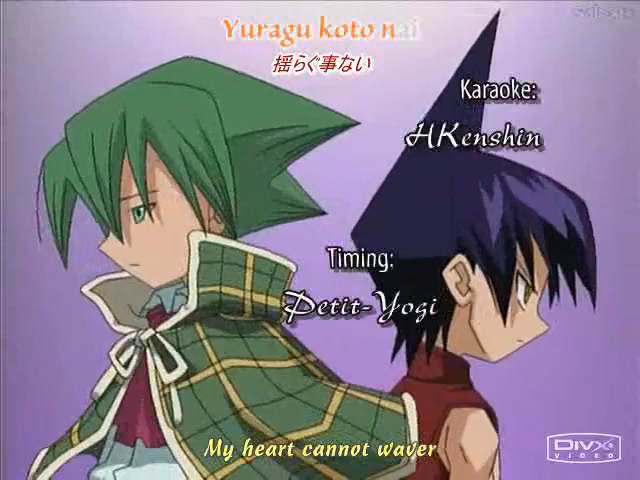 Yuragu koto nai
揺らぐ事ない
Karaoke:
HKenshin
Timing:
Petit-Yogi
My heart cannot waver
DIVX
VIDEO